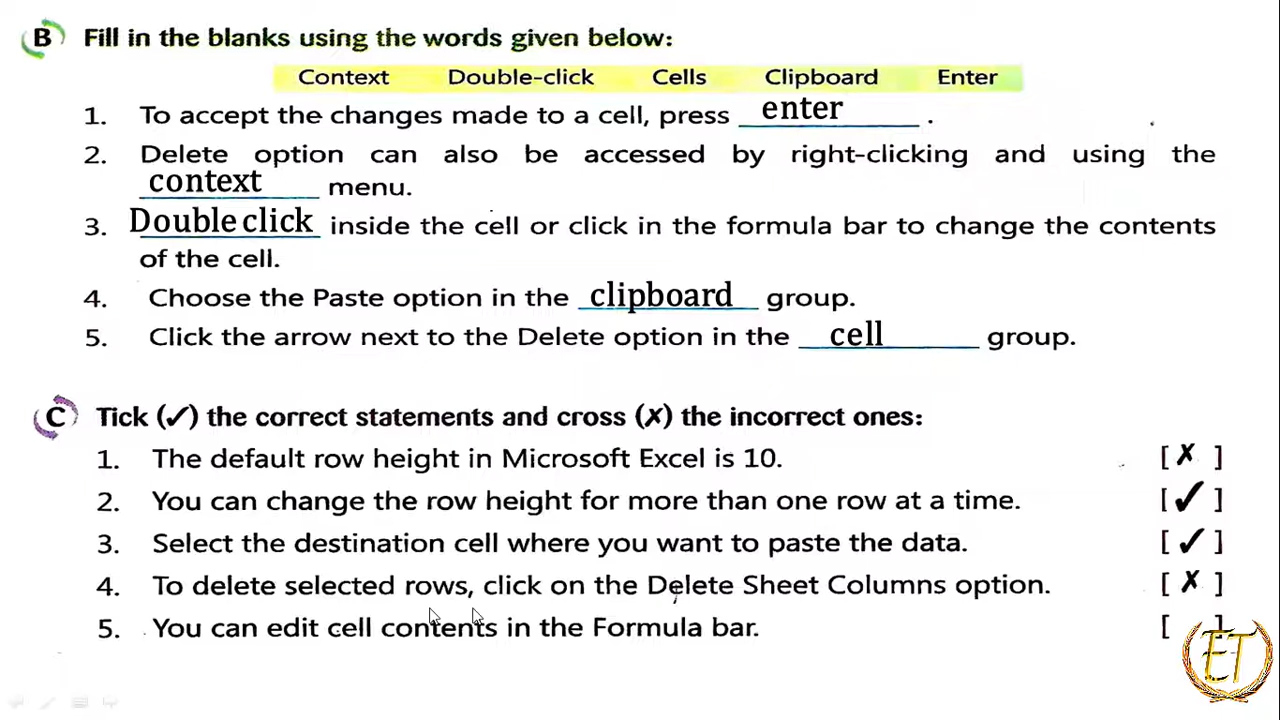 B Fill in the blanks using the words given below:
Context Double-click Cells Clipboard Enter
1. To accept the changes made to a cell, press enter .
2. Delete option can also be accessed by right-clicking and using the
context menu.
3. Double click inside the cell or click in the formula bar to change the contents
of the cell.
4. Choose the Paste option in the clipboard group.
5. Click the arrow next to the Delete option in the cell group.
C Tick (✓) the correct statements and cross (✗) the incorrect ones:
1. The default row height in Microsoft Excel is 10. [ ✗ ]
2. You can change the row height for more than one row at a time. [ ✓ ]
3. Select the destination cell where you want to paste the data. [ ✓ ]
4. To delete selected rows, click on the Delete Sheet Columns option. [ ✗ ]
5. You can edit cell contents in the Formula bar. [ ]
ET